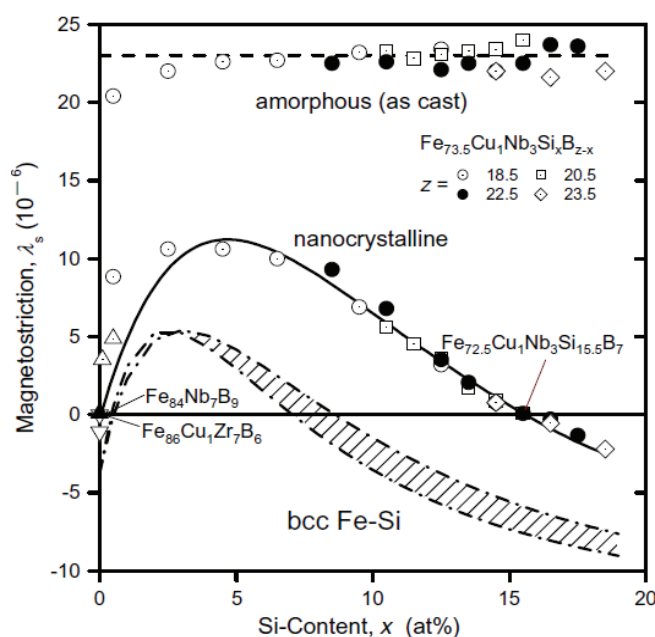 25
20
15
10
5
0
-5
-10
Magnetostriction, λs (10−6)
amorphous (as cast)
Fe73.5Cu1Nb3SixBz-x
z = 18.5 20.5
22.5 23.5
nanocrystalline
Fe72.5Cu1Nb3Si15.5B7
Fe84Nb7B9
Fe86Cu1Zr7B6
bcc Fe-Si
0 5 10 15 20
Si-Content, x (at%)